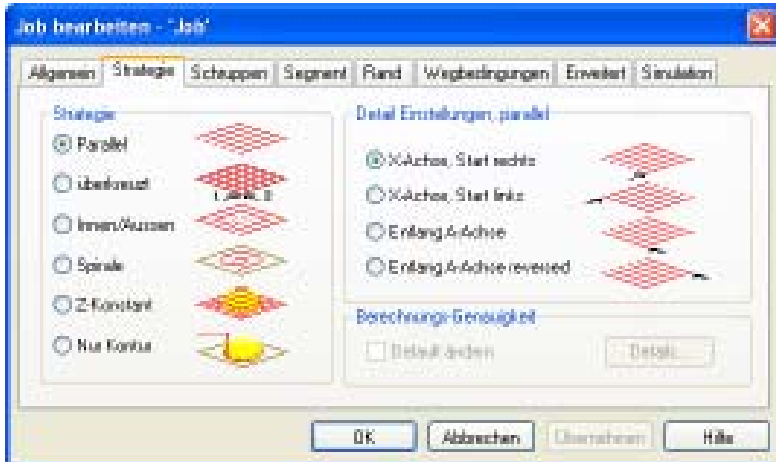 Job bearbeiten - "Job"
Allgemein Strategie Schruppen Segment Rand Wegbedingungen Erweitert Simulation
Strategie
Parallel
überkreuzt
Innen/Aussen
Spirale
Z-Konstant
Nur Kontur
Detail Einstellungen, parallel
X-Achse, Start rechts
X-Achse, Start links
Entlang A-Achse
Entlang A-Achse reversed
Berechnungs-Genauigkeit
Default ändern Details...
OK Abbrechen Übernehmen Hilfe